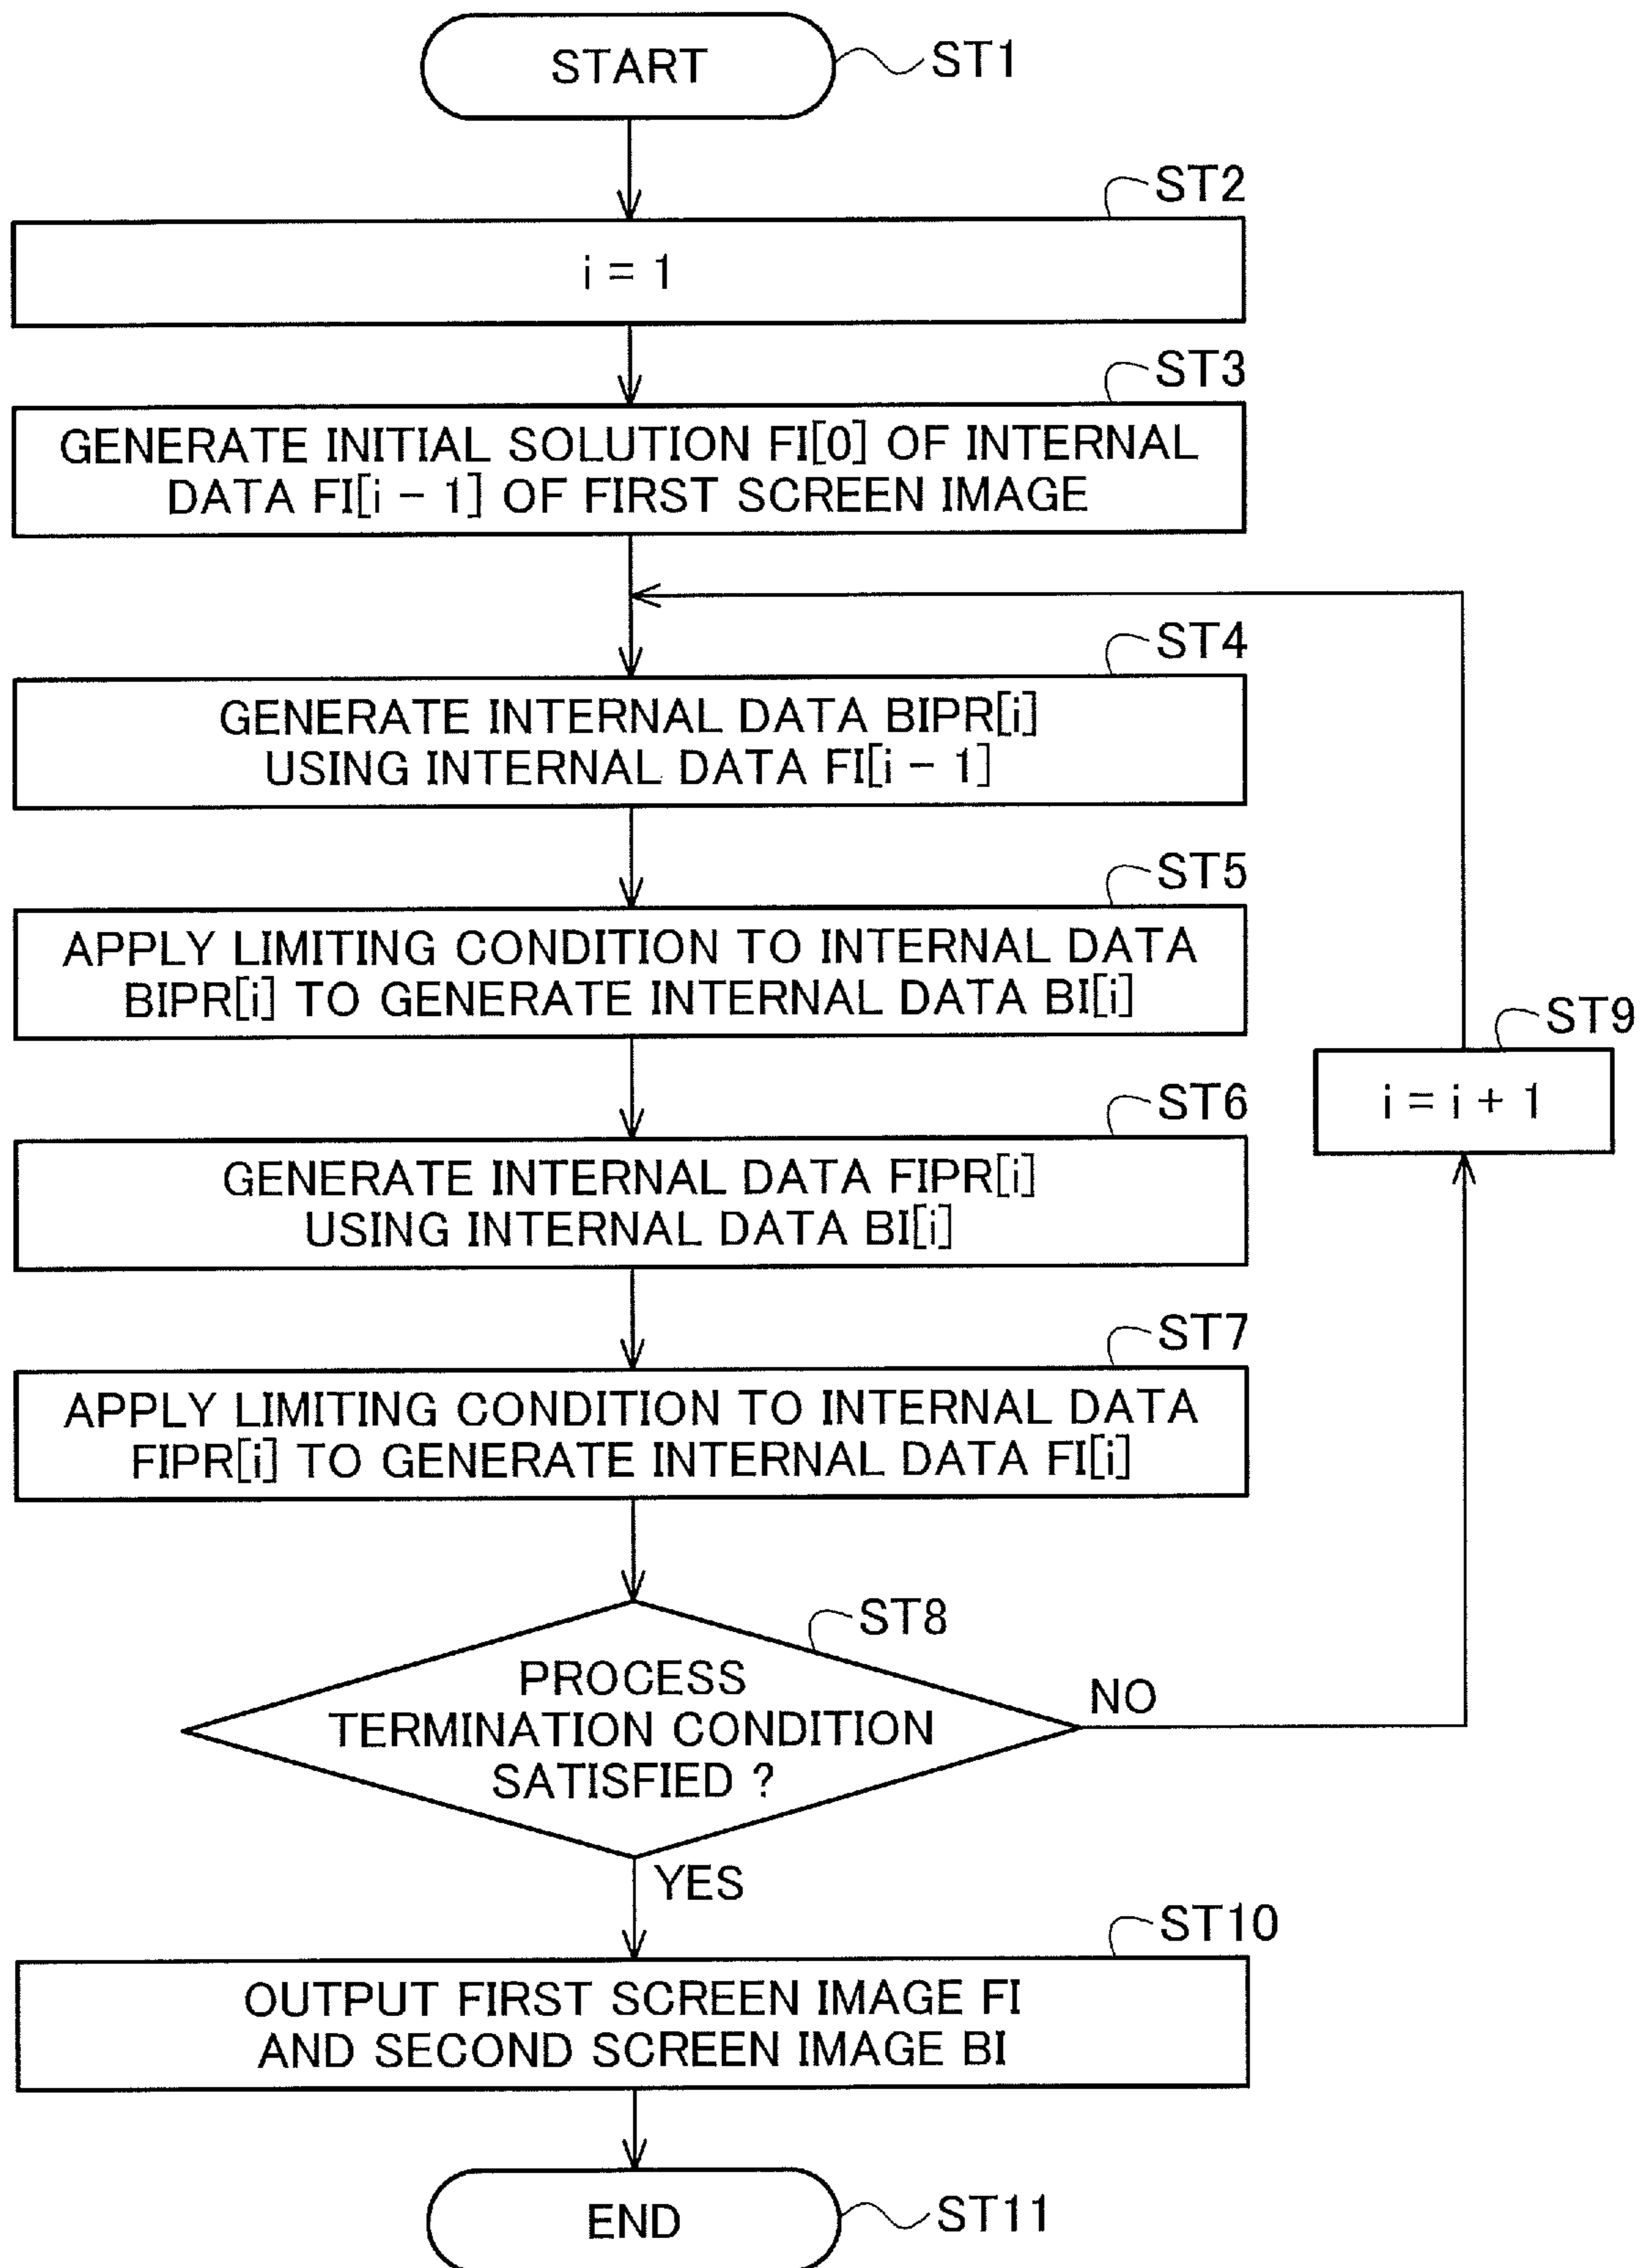 START
ST1
ST2
i = 1
ST3
GENERATE INITIAL SOLUTION FI[0] OF INTERNAL
DATA FI[i - 1] OF FIRST SCREEN IMAGE
ST4
GENERATE INTERNAL DATA BIPR[i]
USING INTERNAL DATA FI[i - 1]
ST5
APPLY LIMITING CONDITION TO INTERNAL DATA
BIPR[i] TO GENERATE INTERNAL DATA BI[i]
ST9
i = i + 1
ST6
GENERATE INTERNAL DATA FIPR[i]
USING INTERNAL DATA BI[i]
ST7
APPLY LIMITING CONDITION TO INTERNAL DATA
FIPR[i] TO GENERATE INTERNAL DATA FI[i]
ST8
PROCESS
TERMINATION CONDITION
SATISFIED ?
NO
YES
ST10
OUTPUT FIRST SCREEN IMAGE FI
AND SECOND SCREEN IMAGE BI
END
ST11